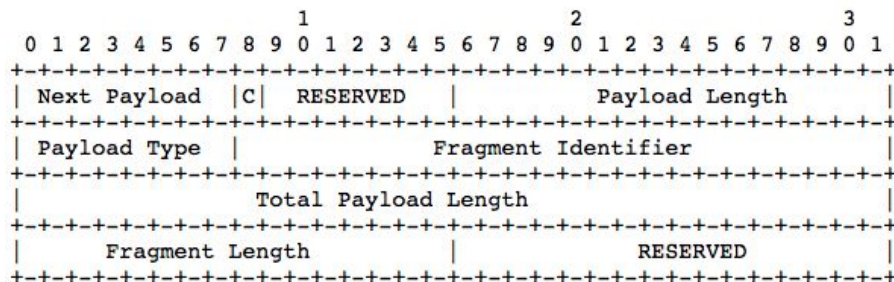 1                   2                   3
 0 1 2 3 4 5 6 7 8 9 0 1 2 3 4 5 6 7 8 9 0 1 2 3 4 5 6 7 8 9 0 1
+-+-+-+-+-+-+-+-+-+-+-+-+-+-+-+-+-+-+-+-+-+-+-+-+-+-+-+-+-+-+-+-+
| Next Payload  |C|  RESERVED   |         Payload Length        |
+-+-+-+-+-+-+-+-+-+-+-+-+-+-+-+-+-+-+-+-+-+-+-+-+-+-+-+-+-+-+-+-+
| Payload Type  |              Fragment Identifier              |
+-+-+-+-+-+-+-+-+-+-+-+-+-+-+-+-+-+-+-+-+-+-+-+-+-+-+-+-+-+-+-+-+
|                 Total Payload Length                          |
+-+-+-+-+-+-+-+-+-+-+-+-+-+-+-+-+-+-+-+-+-+-+-+-+-+-+-+-+-+-+-+-+
|      Fragment Length          |             RESERVED          |
+-+-+-+-+-+-+-+-+-+-+-+-+-+-+-+-+-+-+-+-+-+-+-+-+-+-+-+-+-+-+-+-+